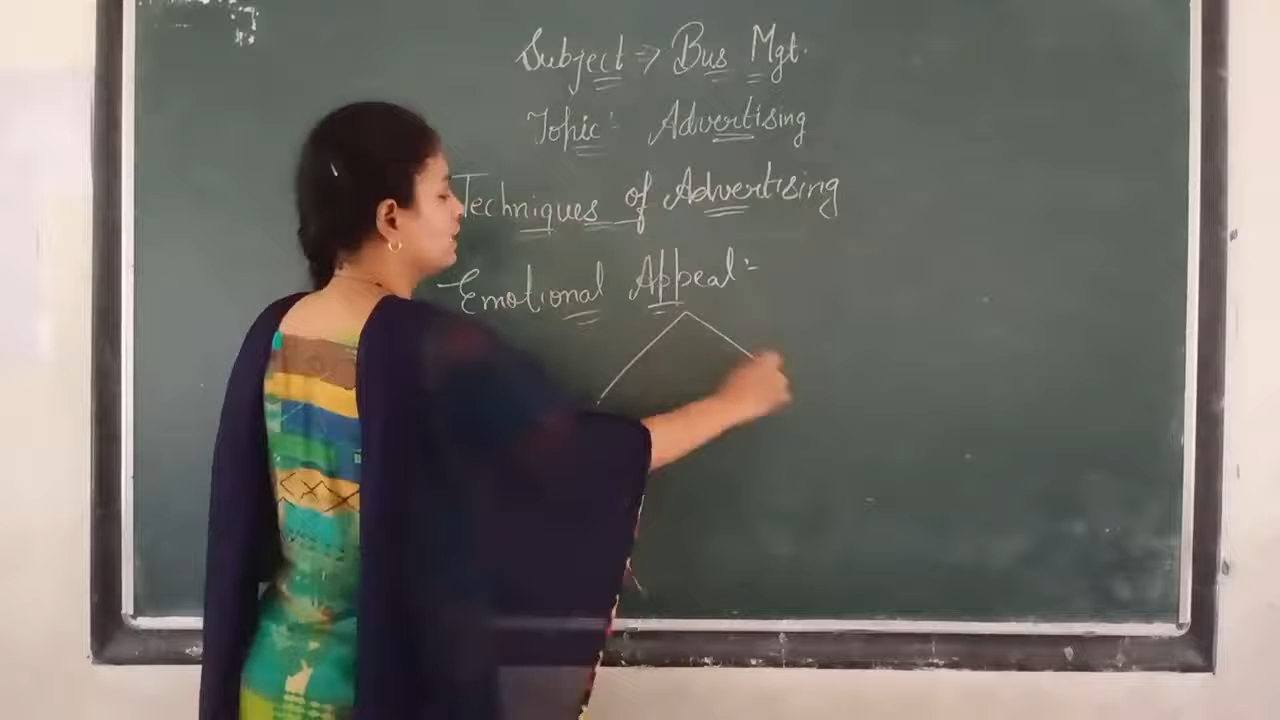 Subject → Bus Mgt.
Topic: Advertising
Techniques of Advertising
Emotional Appeal:-